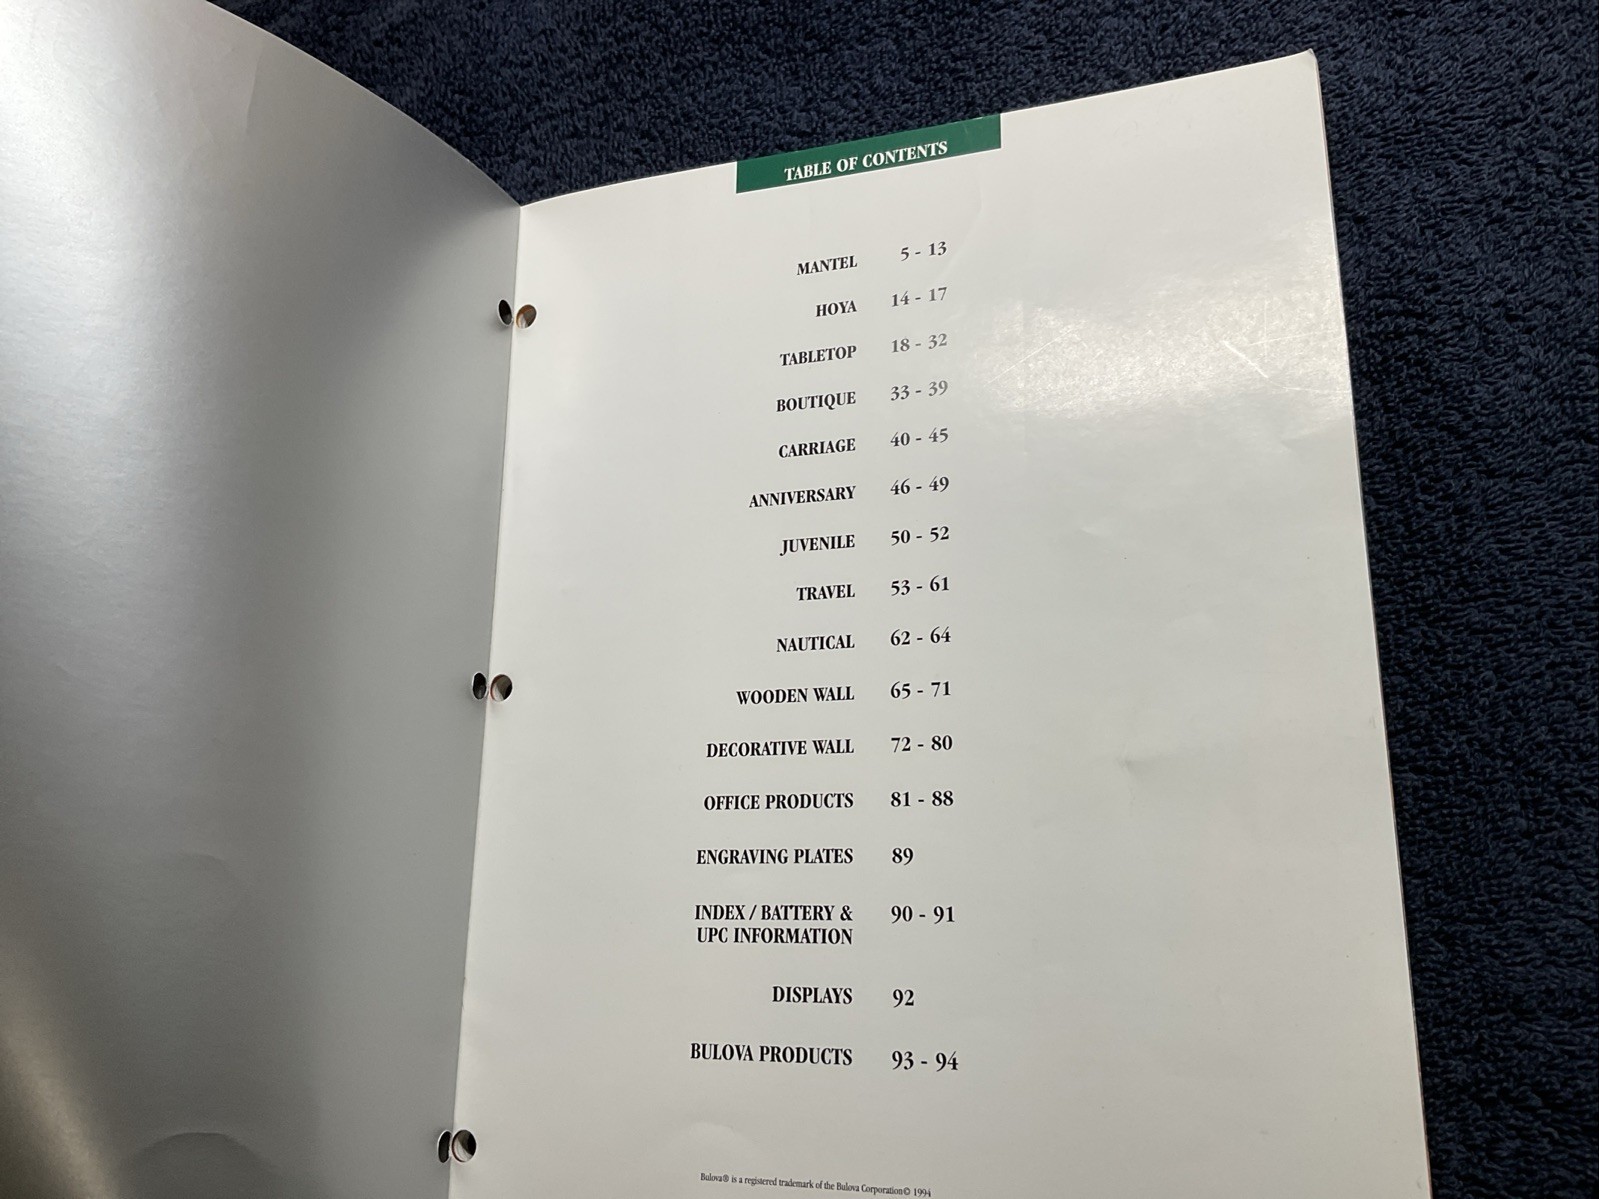 TABLE OF CONTENTS
MANTEL 5 - 13
HOYA 14 - 17
TABLETOP 18 - 32
BOUTIQUE 33 - 39
CARRIAGE 40 - 45
ANNIVERSARY 46 - 49
JUVENILE 50 - 52
TRAVEL 53 - 61
NAUTICAL 62 - 64
WOODEN WALL 65 - 71
DECORATIVE WALL 72 - 80
OFFICE PRODUCTS 81 - 88
ENGRAVING PLATES 89
INDEX / BATTERY & 90 - 91
UPC INFORMATION
DISPLAYS 92
BULOVA PRODUCTS 93 - 94
Bulova® is a registered trademark of the Bulova Corporation© 1994